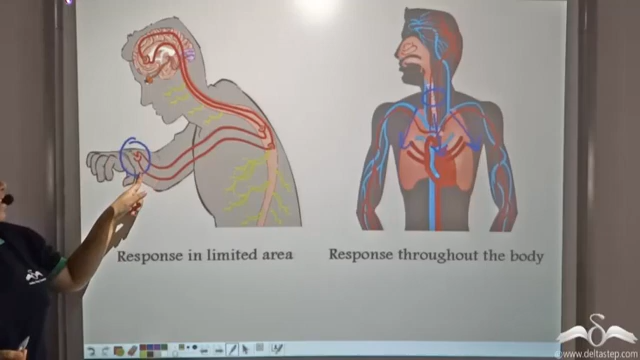 Response in limited area
Response throughout the body
©www.deltastep.com